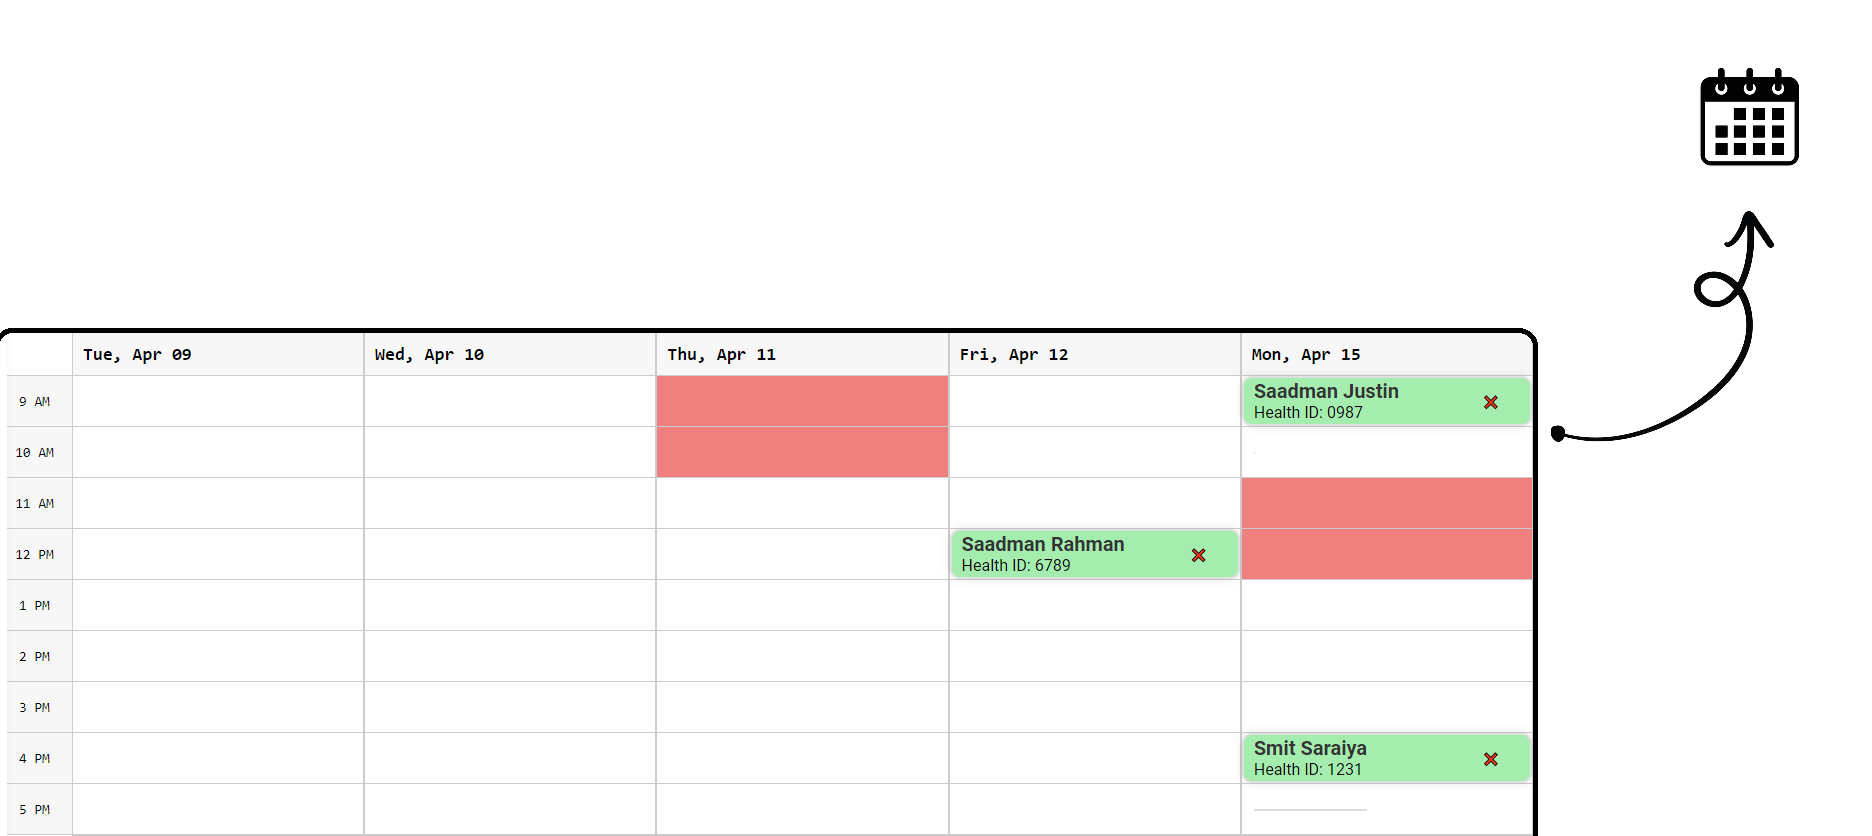 Tue, Apr 09 Wed, Apr 10 Thu, Apr 11 Fri, Apr 12 Mon, Apr 15
9 AM
Saadman Justin
Health ID: 0987
10 AM
11 AM
12 PM
Saadman Rahman
Health ID: 6789
1 PM
2 PM
3 PM
4 PM
Smit Saraiya
Health ID: 1231
5 PM